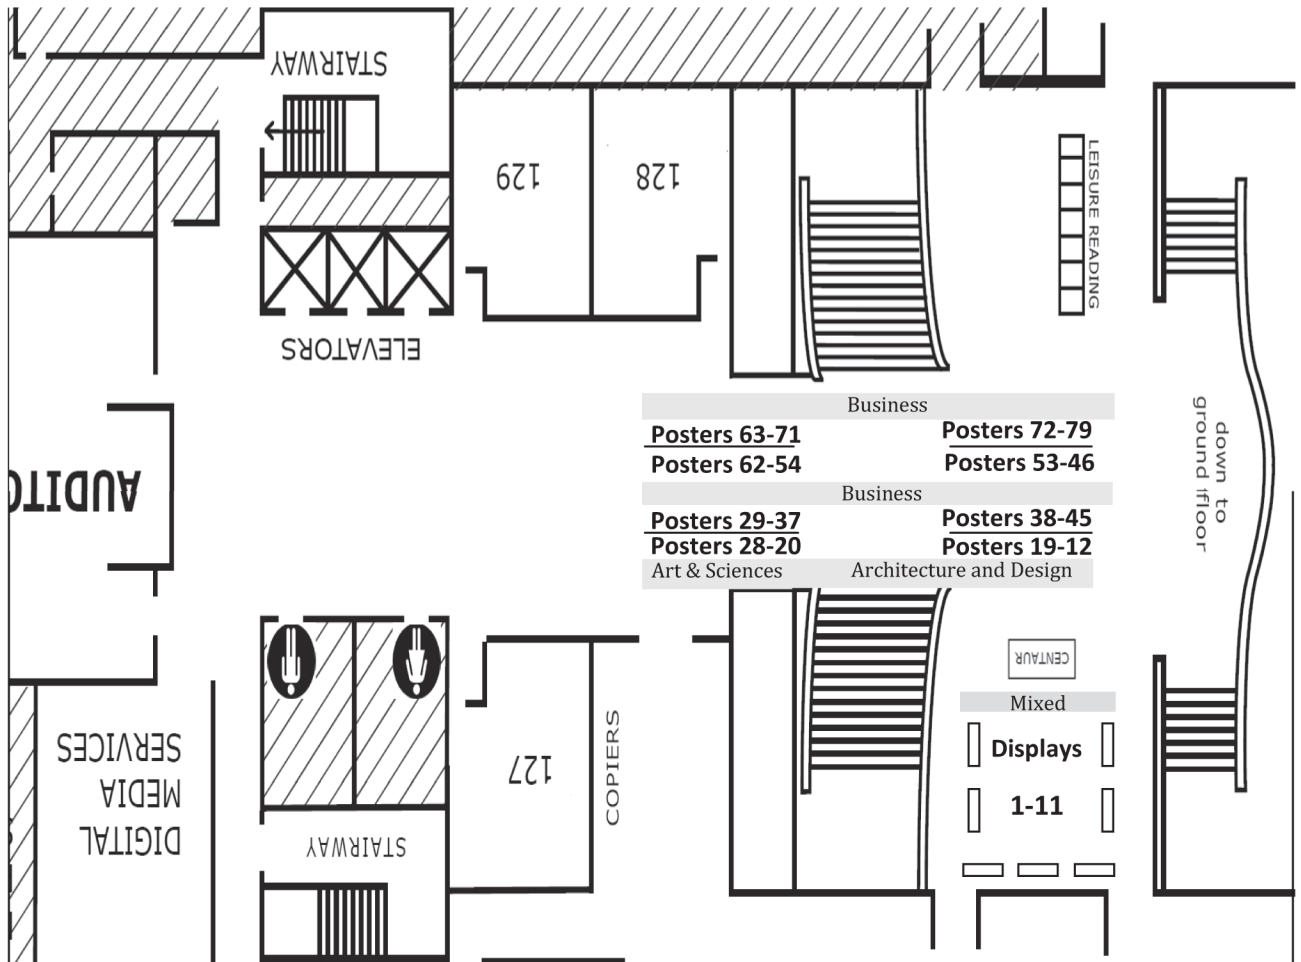 STAIRWAY
129
128
LEISURE READING
ELEVATORS
Business
Posters 63-71
Posters 72-79
Posters 62-54
Posters 53-46
down to
ground floor
AUDITO
Business
Posters 29-37
Posters 38-45
Posters 28-20
Posters 19-12
Art & Sciences
Architecture and Design
CENTAUR
Mixed
Displays
1-11
127
COPIERS
DIGITAL
MEDIA
SERVICES
STAIRWAY